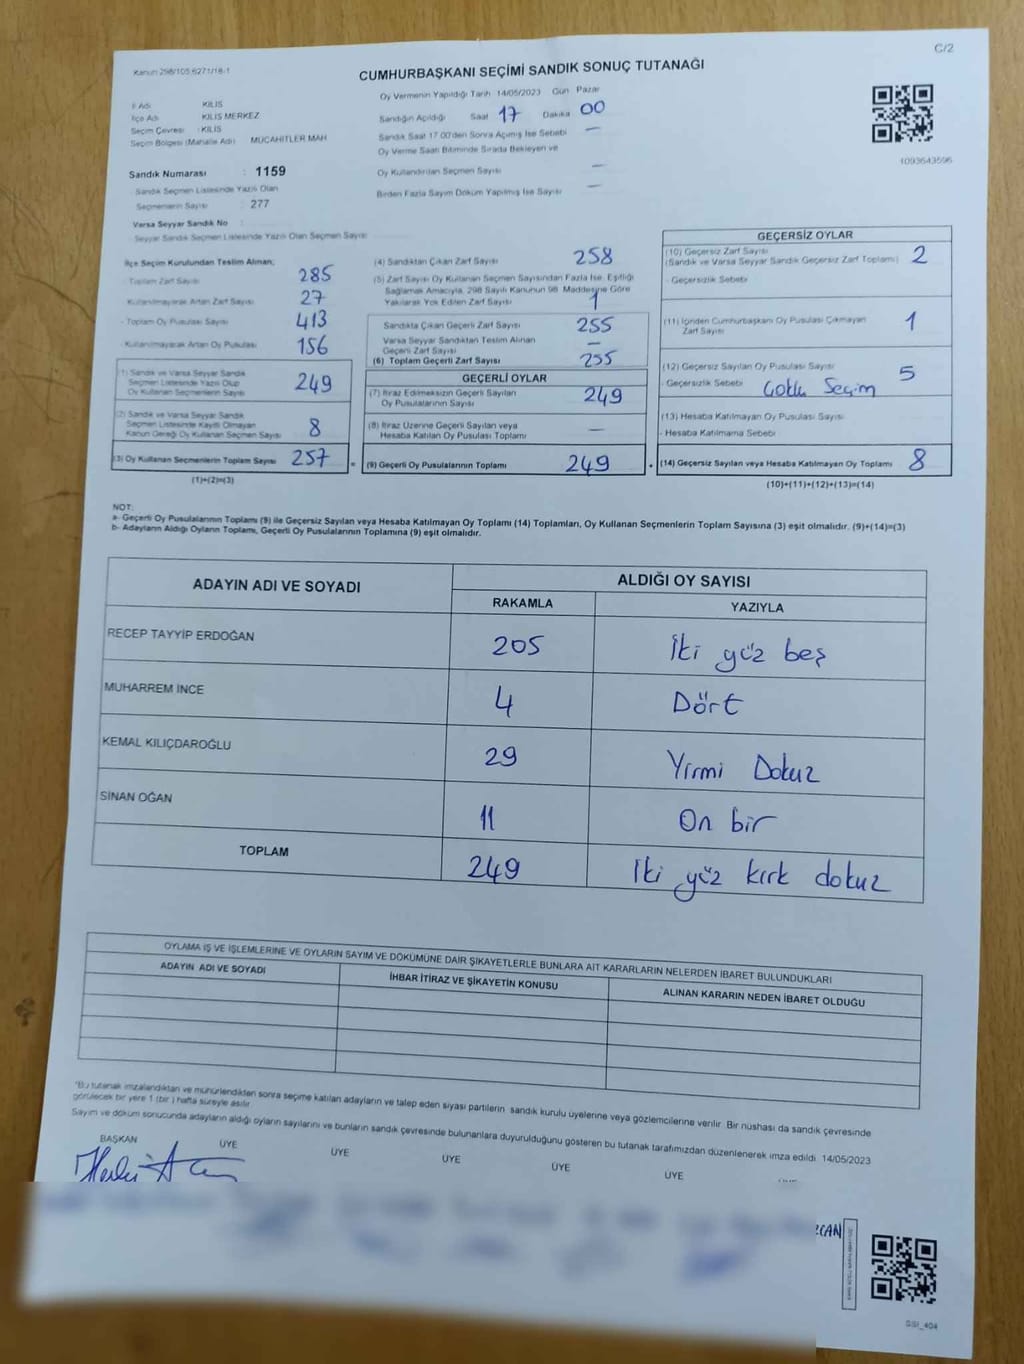 C/2
Kanun 298/105,6271/18-1
CUMHURBAŞKANI SEÇİMİ SANDIK SONUÇ TUTANAĞI
İl Adı KİLİS
İlçe Adı KİLİS MERKEZ
Seçim Çevresi : KİLİS
Seçim Bölgesi (Mahalle Adı) MÜCAHİTLER MAH
Oy Vermenin Yapıldığı Tarih 14/05/2023 Gün Pazar
Sandığın Açıldığı Saat 17 Dakika 00
Sandık Saat 17.00'den Sonra Açımış İse Sebebi —
Oy Verme Saati Bitiminde Sırada Bekleyen ve
Oy Kullandırılan Seçmen Sayısı —
Birden Fazla Sayım Döküm Yapılmış İse Sayısı —
1093643596
Sandık Numarası : 1159
Sandık Seçmen Listesinde Yazılı Olan
Seçmenlerin Sayısı : 277
Varsa Seyyar Sandık No :
Seyyar Sandık Seçmen Listesinde Yazılı Olan Seçmen Sayısı
İlçe Seçim Kurulundan Teslim Alınan;
- Toplam Zarf Sayısı 285
- Kullanılmayarak Artan Zarf Sayısı 27
- Toplam Oy Pusulası Sayısı 413
- Kullanılmayarak Artan Oy Pusulası 156
(1) Sandık ve Varsa Seyyar Sandık
Seçmen Listesinde Yazılı Olup
Oy Kullanan Seçmenlerin Sayısı 249
(2) Sandık ve Varsa Seyyar Sandık
Seçmen Listesinde Kayıtlı Olmayan
Kanun Gereği Oy Kullanan Seçmen Sayısı 8
(3) Oy Kullanan Seçmenlerin Toplam Sayısı 257
(1)+(2)=(3)
(4) Sandıktan Çıkan Zarf Sayısı 258
(5) Zarf Sayısı Oy Kullanan Seçmen Sayısından Fazla İse, Eşitliği
Sağlamak Amacıyla, 298 Sayılı Kanunun 98. Maddesine Göre
Yakılarak Yok Edilen Zarf Sayısı 1
Sandıkta Çıkan Geçerli Zarf Sayısı 255
Varsa Seyyar Sandıktan Teslim Alınan
Geçerli Zarf Sayısı —
(6) Toplam Geçerli Zarf Sayısı 255
GEÇERLİ OYLAR
(7) İtiraz Edilmeksizin Geçerli Sayılan
Oy Pusulalarının Sayısı 249
(8) İtiraz Üzerine Geçerli Sayılan veya
Hesaba Katılan Oy Pusulası Toplamı —
= (9) Geçerli Oy Pusulalarının Toplamı 249
GEÇERSİZ OYLAR
(10) Geçersiz Zarf Sayısı
(Sandık ve Varsa Seyyar Sandık Geçersiz Zarf Toplamı) 2
- Geçersizlik Sebebi
(11) İçinden Cumhurbaşkanı Oy Pusulası Çıkmayan
Zarf Sayısı 1
(12) Geçersiz Sayılan Oy Pusulası Sayısı 5
- Geçersizlik Sebebi Çoklu Seçim
(13) Hesaba Katılmayan Oy Pusulası Sayısı
- Hesaba Katılmama Sebebi
+ (14) Geçersiz Sayılan veya Hesaba Katılmayan Oy Toplamı 8
(10)+(11)+(12)+(13)=(14)
NOT:
a- Geçerli Oy Pusulalarının Toplamı (9) ile Geçersiz Sayılan veya Hesaba Katılmayan Oy Toplamı (14) Toplamları, Oy Kullanan Seçmenlerin Toplam Sayısına (3) eşit olmalıdır. (9)+(14)=(3)
b- Adayların Aldığı Oyların Toplamı, Geçerli Oy Pusulalarının Toplamına (9) eşit olmalıdır.
ADAYIN ADI VE SOYADI ALDIĞI OY SAYISI
RAKAMLA YAZIYLA
RECEP TAYYİP ERDOĞAN 205 İki yüz beş
MUHARREM İNCE 4 Dört
KEMAL KILIÇDAROĞLU 29 Yirmi Dokuz
SİNAN OĞAN 11 On bir
TOPLAM 249 İki yüz kırk dokuz
OYLAMA İŞ VE İŞLEMLERİNE VE OYLARIN SAYIM VE DÖKÜMÜNE DAİR ŞİKAYETLERLE BUNLARA AİT KARARLARIN NELERDEN İBARET BULUNDUKLARI
ADAYIN ADI VE SOYADI İHBAR İTİRAZ VE ŞİKAYETİN KONUSU ALINAN KARARIN NEDEN İBARET OLDUĞU
*Bu tutanak imzalandıktan ve mühürlendikten sonra seçime katılan adayların ve talep eden siyasi partilerin sandık kurulu üyelerine veya gözlemcilerine verilir. Bir nüshası da sandık çevresinde
görülecek bir yere 1 (bir) hafta süreyle asılır.
Sayım ve döküm sonucunda adayların aldığı oyların sayılarını ve bunların sandık çevresinde bulunanlara duyurulduğunu gösteren bu tutanak tarafımızdan düzenlenerek imza edildi. 14/05/2023
BAŞKAN ÜYE ÜYE ÜYE ÜYE ÜYE
SSİ_404